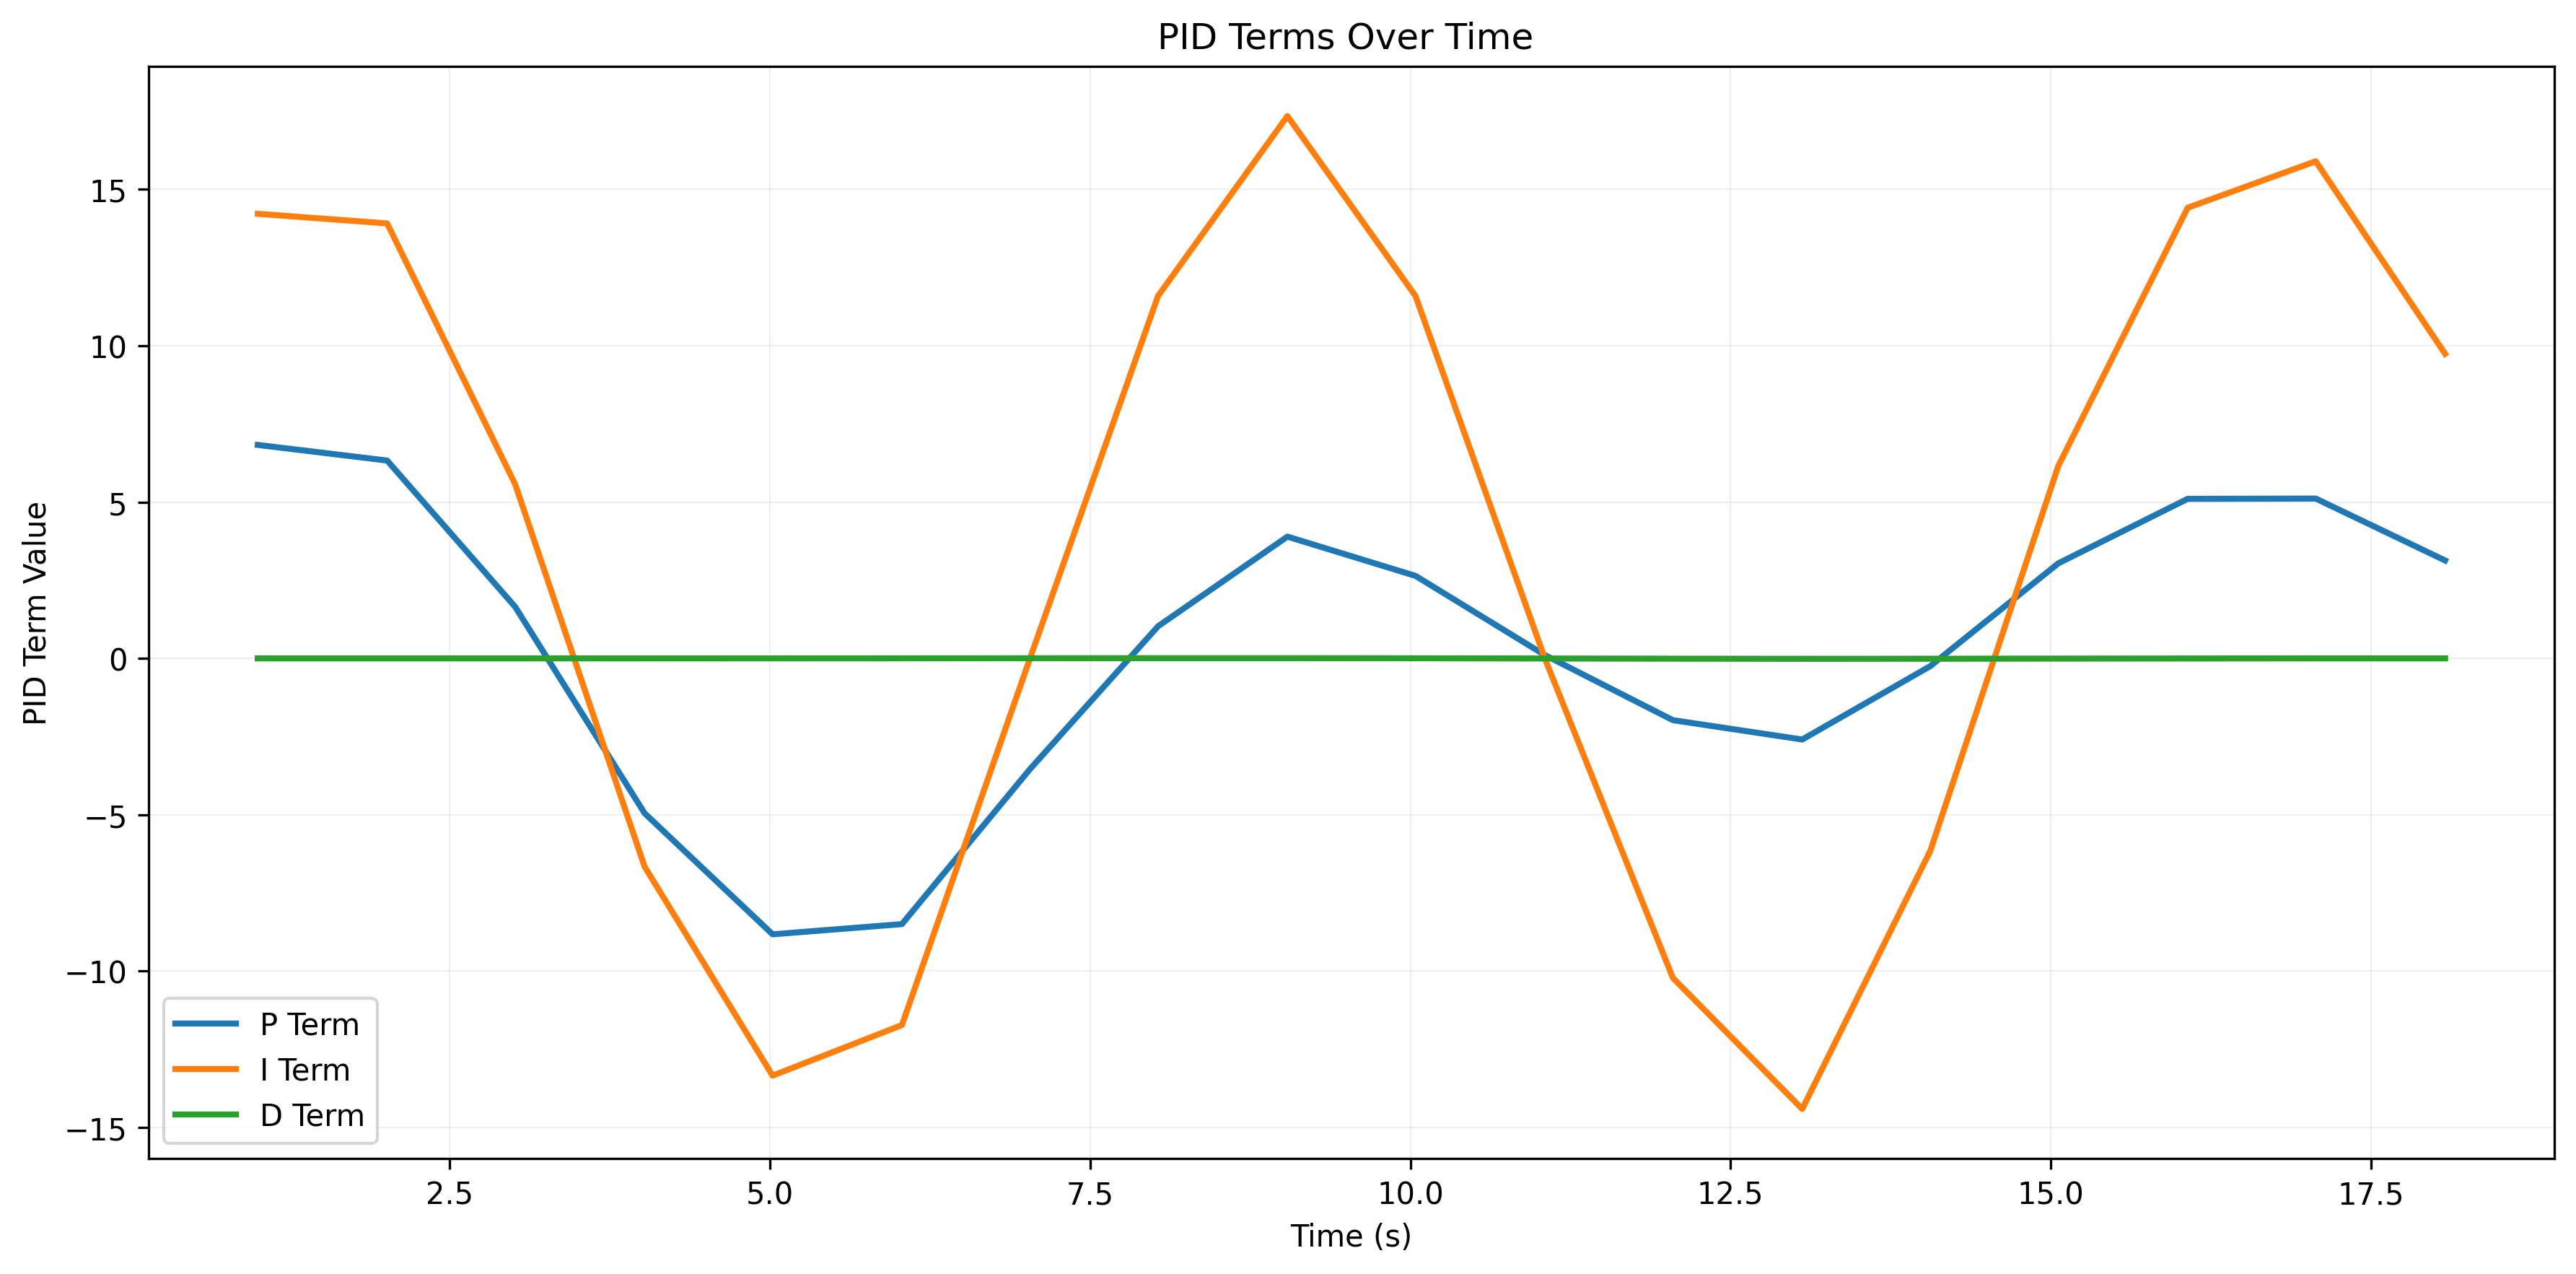 PID Terms Over Time
PID Term Value
15
10
5
0
−5
−10
−15
P Term
I Term
D Term
2.5 5.0 7.5 10.0 12.5 15.0 17.5
Time (s)